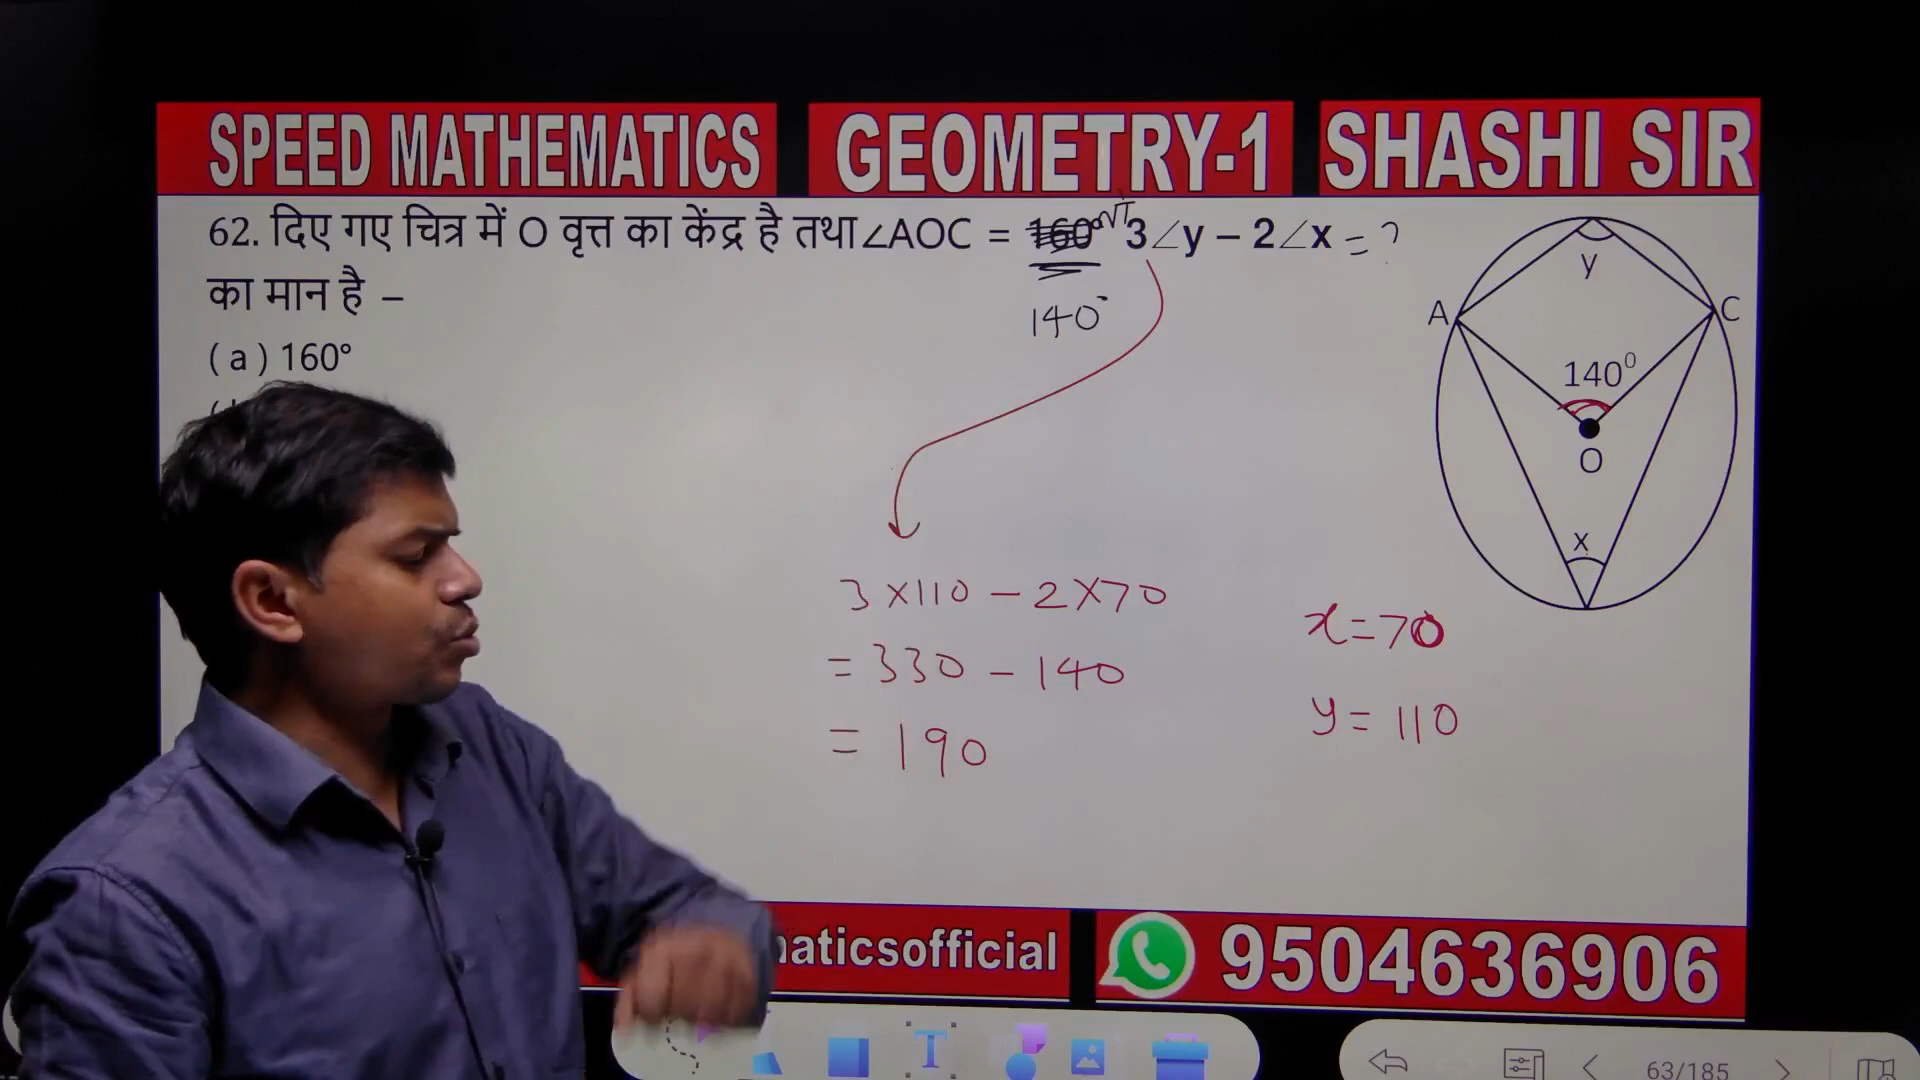 SPEED MATHEMATICS GEOMETRY-1 SHASHI SIR
62. दिए गए चित्र में O वृत्त का केंद्र है तथा ∠AOC = 160° 3∠y – 2∠x = ?
का मान है –
140°
(a) 160°
y
A
C
140⁰
O
x
3×110 – 2×70
= 330 – 140
= 190
x=70
y= 110
aticsofficial
9504636906
T
63/185